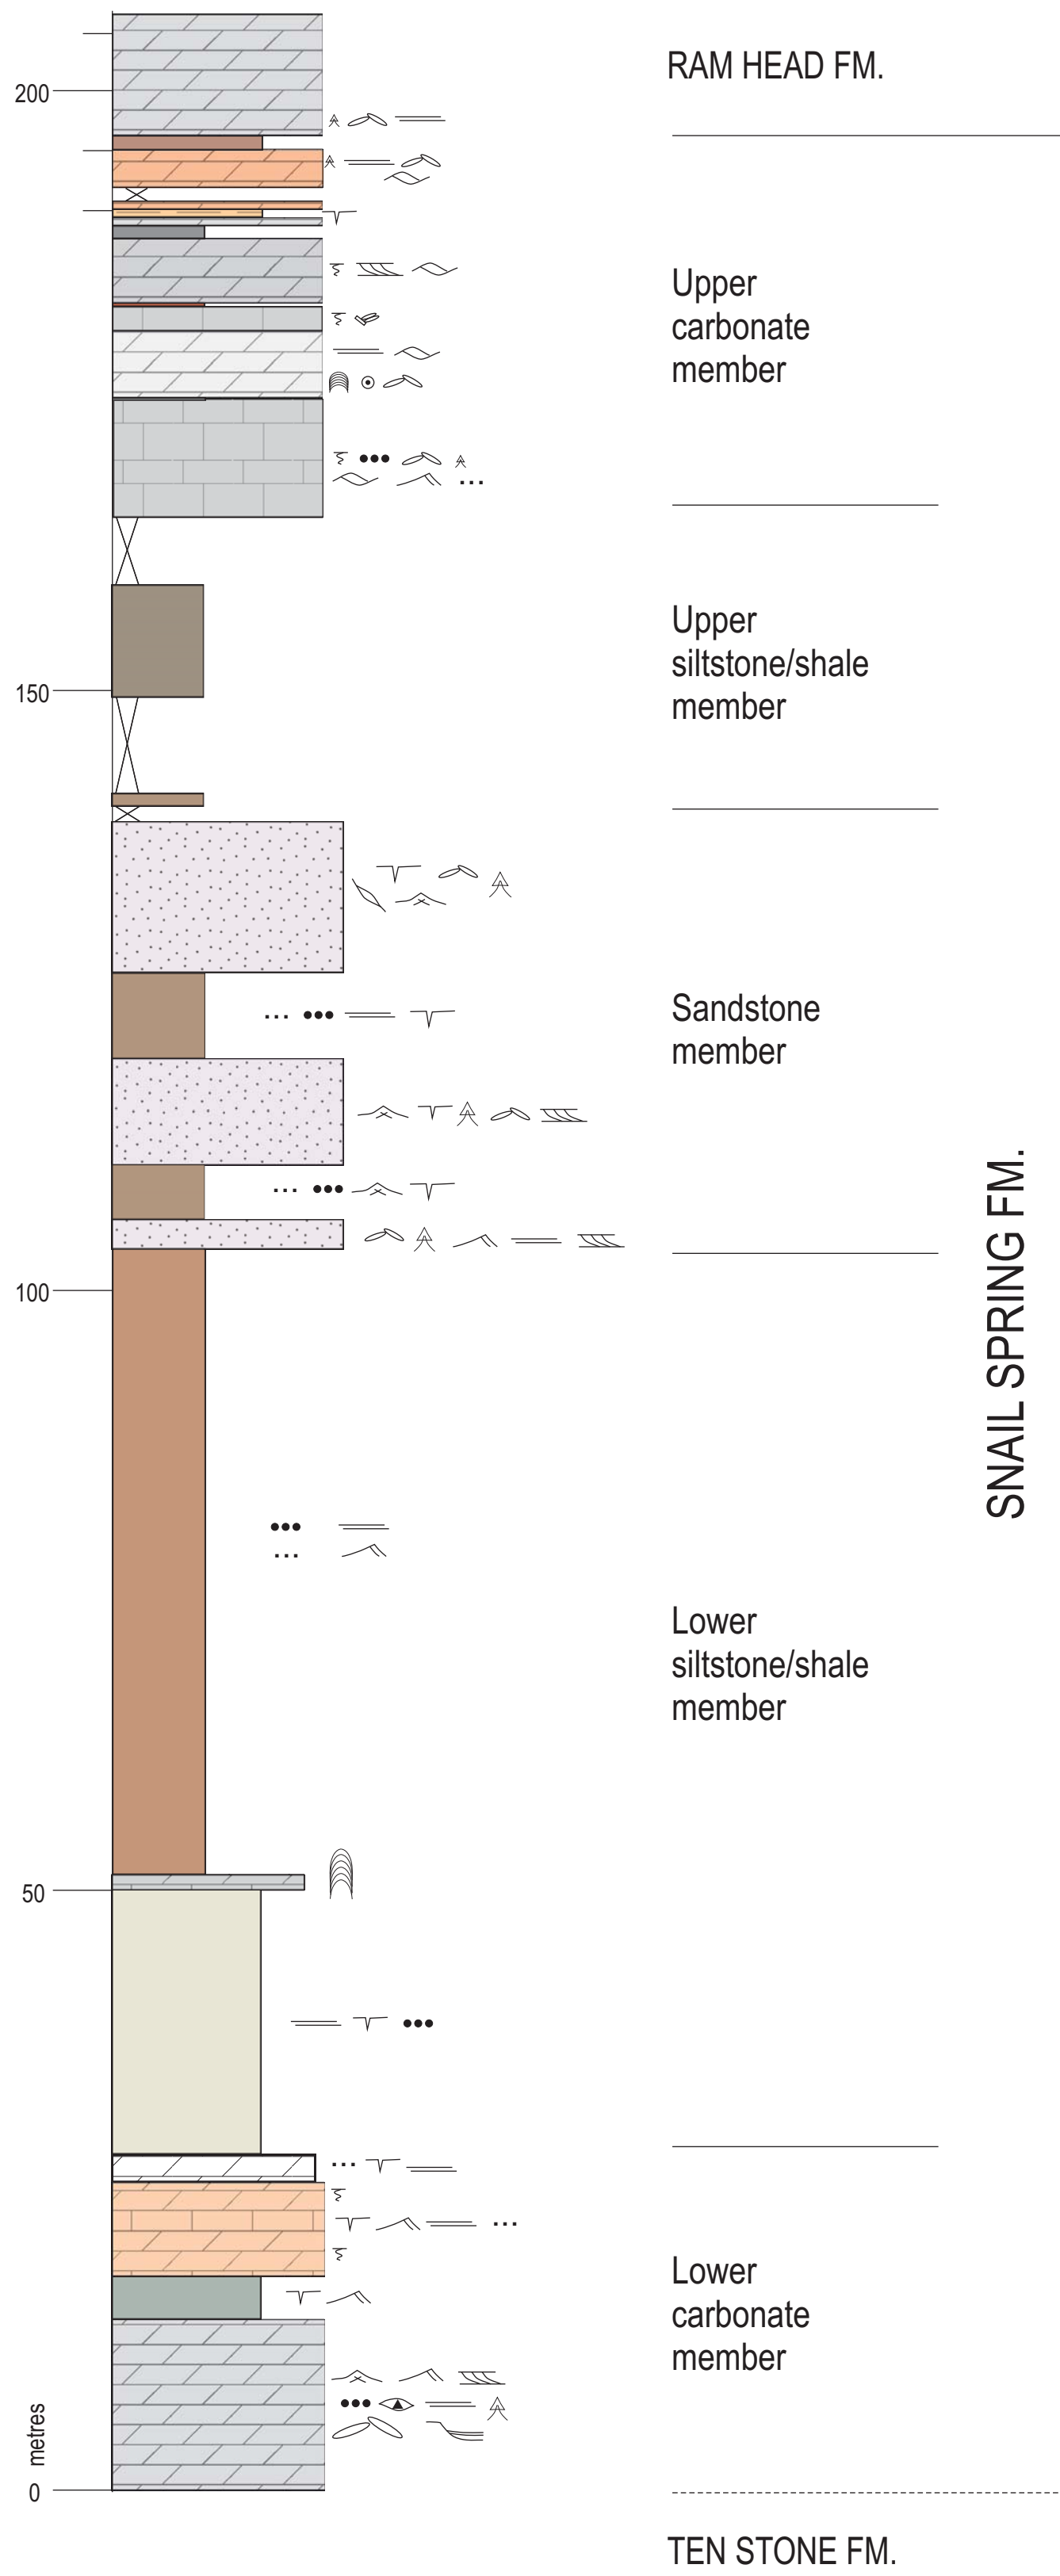 RAM HEAD FM.
200
Upper
carbonate
member
Upper
siltstone/shale
member
150
Sandstone
member
SNAIL SPRING FM.
100
Lower
siltstone/shale
member
50
Lower
carbonate
member
metres
0
TEN STONE FM.